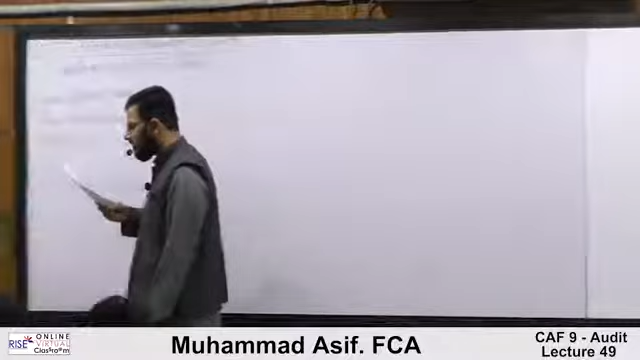 RISE
ONLINE
VIRTUAL
Classroom
Muhammad Asif. FCA
CAF 9 - Audit
Lecture 49